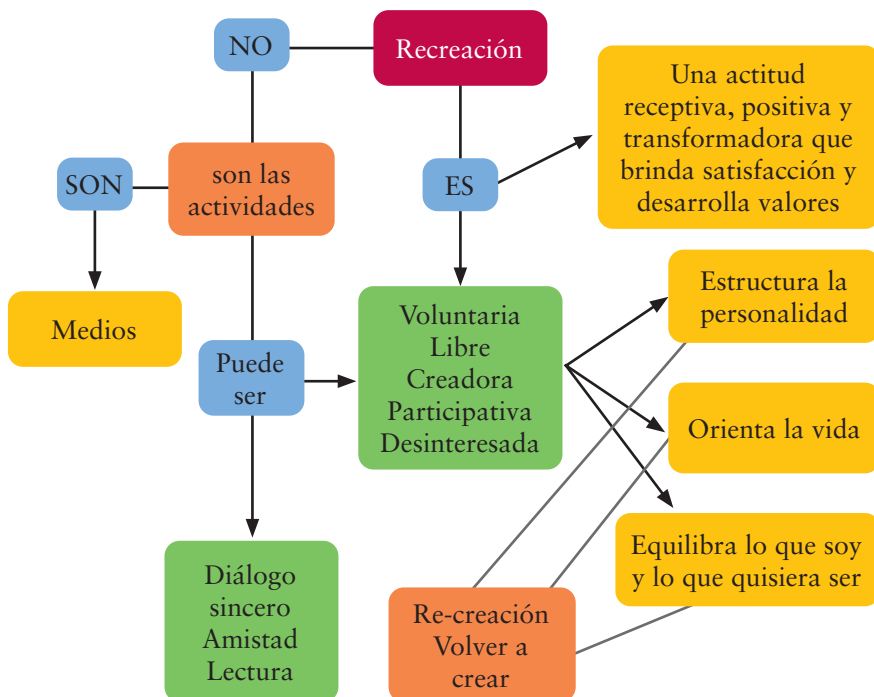 NO
Recreación
Una actitud
receptiva, positiva y
transformadora que
brinda satisfacción y
desarrolla valores
SON
son las
actividades
ES
Medios
Puede
ser
Voluntaria
Libre
Creadora
Participativa
Desinteresada
Estructura la
personalidad
Orienta la vida
Equilibra lo que soy
y lo que quisiera ser
Diálogo
sincero
Amistad
Lectura
Re-creación
Volver a
crear